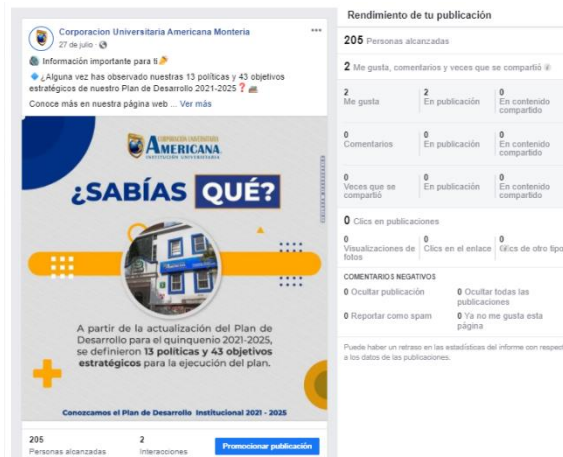 Corporacion Universitaria Americana Monteria
27 de julio
Información importante para ti
¿Alguna vez has observado nuestras 13 políticas y 43 objetivos
estratégicos de nuestro Plan de Desarrollo 2021-2025 ?
Conoce más en nuestra página web ... Ver más
CORPORACIÓN UNIVERSITARIA
AMERICANA
INSTITUCIÓN UNIVERSITARIA
¿SABÍAS QUÉ?
A partir de la actualización del Plan de
Desarrollo para el quinquenio 2021-2025,
se definieron 13 políticas y 43 objetivos
estratégicos para la ejecución del plan.
Conozcamos el Plan de Desarrollo Institucional 2021 - 2025
205
Personas alcanzadas
2
Interacciones
Promocionar publicación
Rendimiento de tu publicación
205 Personas alcanzadas
2 Me gusta, comentarios y veces que se compartió
2 Me gusta
2 En publicación
0 En contenido compartido
0 Comentarios
0 En publicación
0 En contenido compartido
0 Veces que se compartió
0 En publicación
0 En contenido compartido
0 Clics en publicaciones
0 Visualizaciones de fotos
0 Clics en el enlace
0 Clics de otro tipo
COMENTARIOS NEGATIVOS
0 Ocultar publicación
0 Ocultar todas las publicaciones
0 Reportar como spam
0 Ya no me gusta esta página
Puede haber un retraso en las estadísticas del informe con respect
a los datos de las publicaciones.